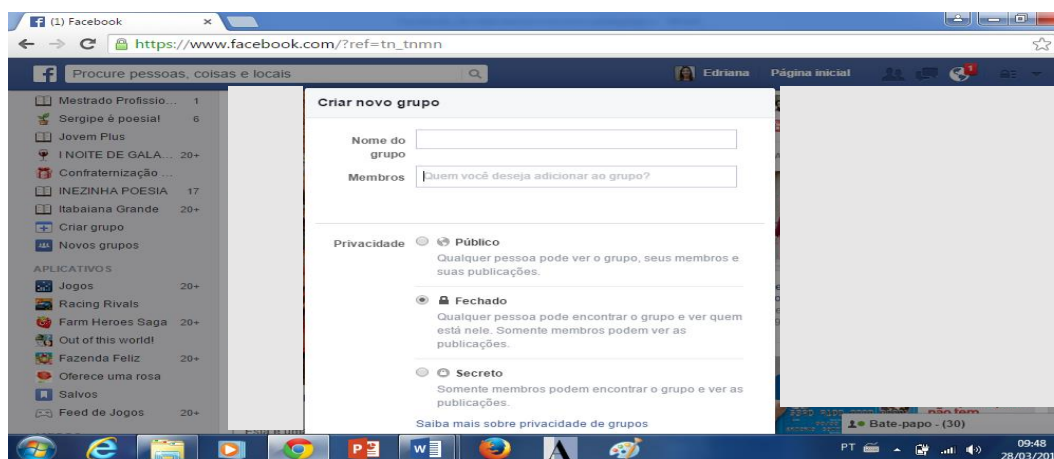 (1) Facebook
https://www.facebook.com/?ref=tn_tnmn
Procure pessoas, coisas e locais
Edriana Página inicial 1
Mestrado Profissio... 1
Sergipe é poesia! 6
Jovem Plus
I NOITE DE GALA... 20+
Confraternização ...
INEZINHA POESIA 17
Itabaiana Grande 20+
Criar grupo
Novos grupos
APLICATIVOS
Jogos 20+
Racing Rivals
Farm Heroes Saga 20+
Out of this world!
Fazenda Feliz 20+
Oferece uma rosa
Salvos
Feed de Jogos 20+
Criar novo grupo
Nome do
grupo
Membros Quem você deseja adicionar ao grupo?
Privacidade Público
Qualquer pessoa pode ver o grupo, seus membros e
suas publicações.
Fechado
Qualquer pessoa pode encontrar o grupo e ver quem
está nele. Somente membros podem ver as
publicações.
Secreto
Somente membros podem encontrar o grupo e ver as
publicações.
Saiba mais sobre privacidade de grupos
não tem
Bate-papo - (30)
PT 09:48
28/03/201